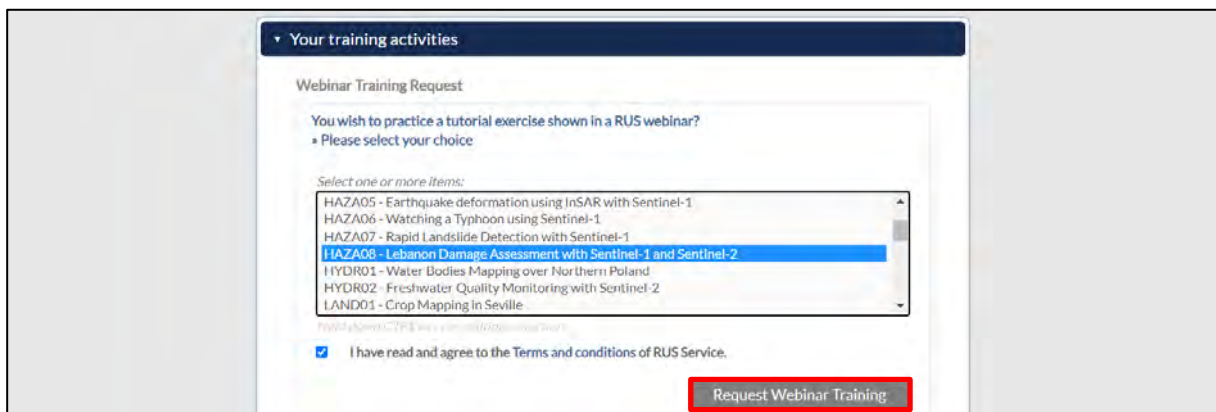 Your training activities
Webinar Training Request
You wish to practice a tutorial exercise shown in a RUS webinar?
» Please select your choice
Select one or more items:
HAZA05 - Earthquake deformation using InSAR with Sentinel-1
HAZA06 - Watching a Typhoon using Sentinel-1
HAZA07 - Rapid Landslide Detection with Sentinel-1
HAZA08 - Lebanon Damage Assessment with Sentinel-1 and Sentinel-2
HYDR01 - Water Bodies Mapping over Northern Poland
HYDR02 - Freshwater Quality Monitoring with Sentinel-2
LAND01 - Crop Mapping in Seville
I have read and agree to the Terms and conditions of RUS Service.
Request Webinar Training